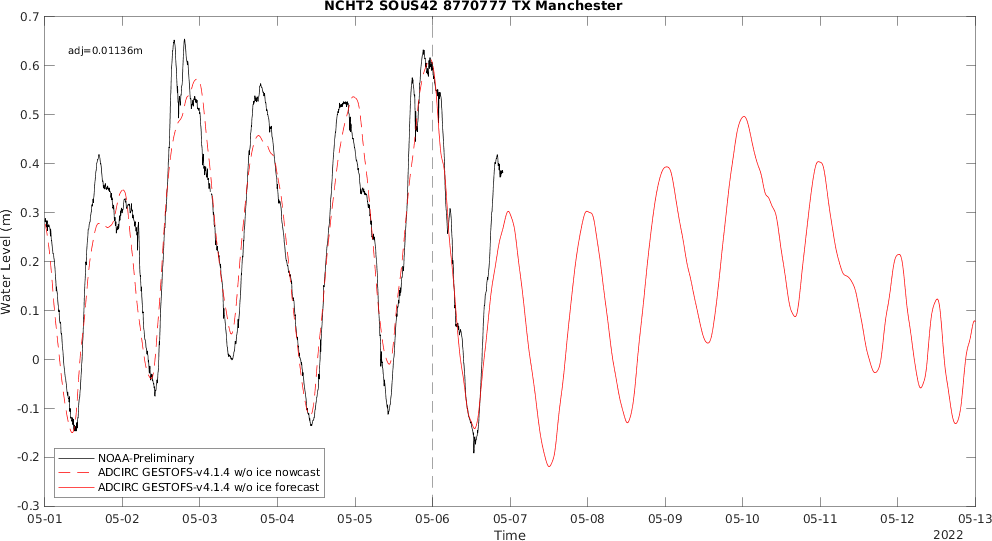 NCHT2 SOUS42 8770777 TX Manchester
adj=0.01136m
Water Level (m)
0.7
0.6
0.5
0.4
0.3
0.2
0.1
0
-0.1
-0.2
-0.3
NOAA-Preliminary
ADCIRC GESTOFS-v4.1.4 w/o ice nowcast
ADCIRC GESTOFS-v4.1.4 w/o ice forecast
05-01 05-02 05-03 05-04 05-05 05-06 05-07 05-08 05-09 05-10 05-11 05-12 05-13
Time
2022